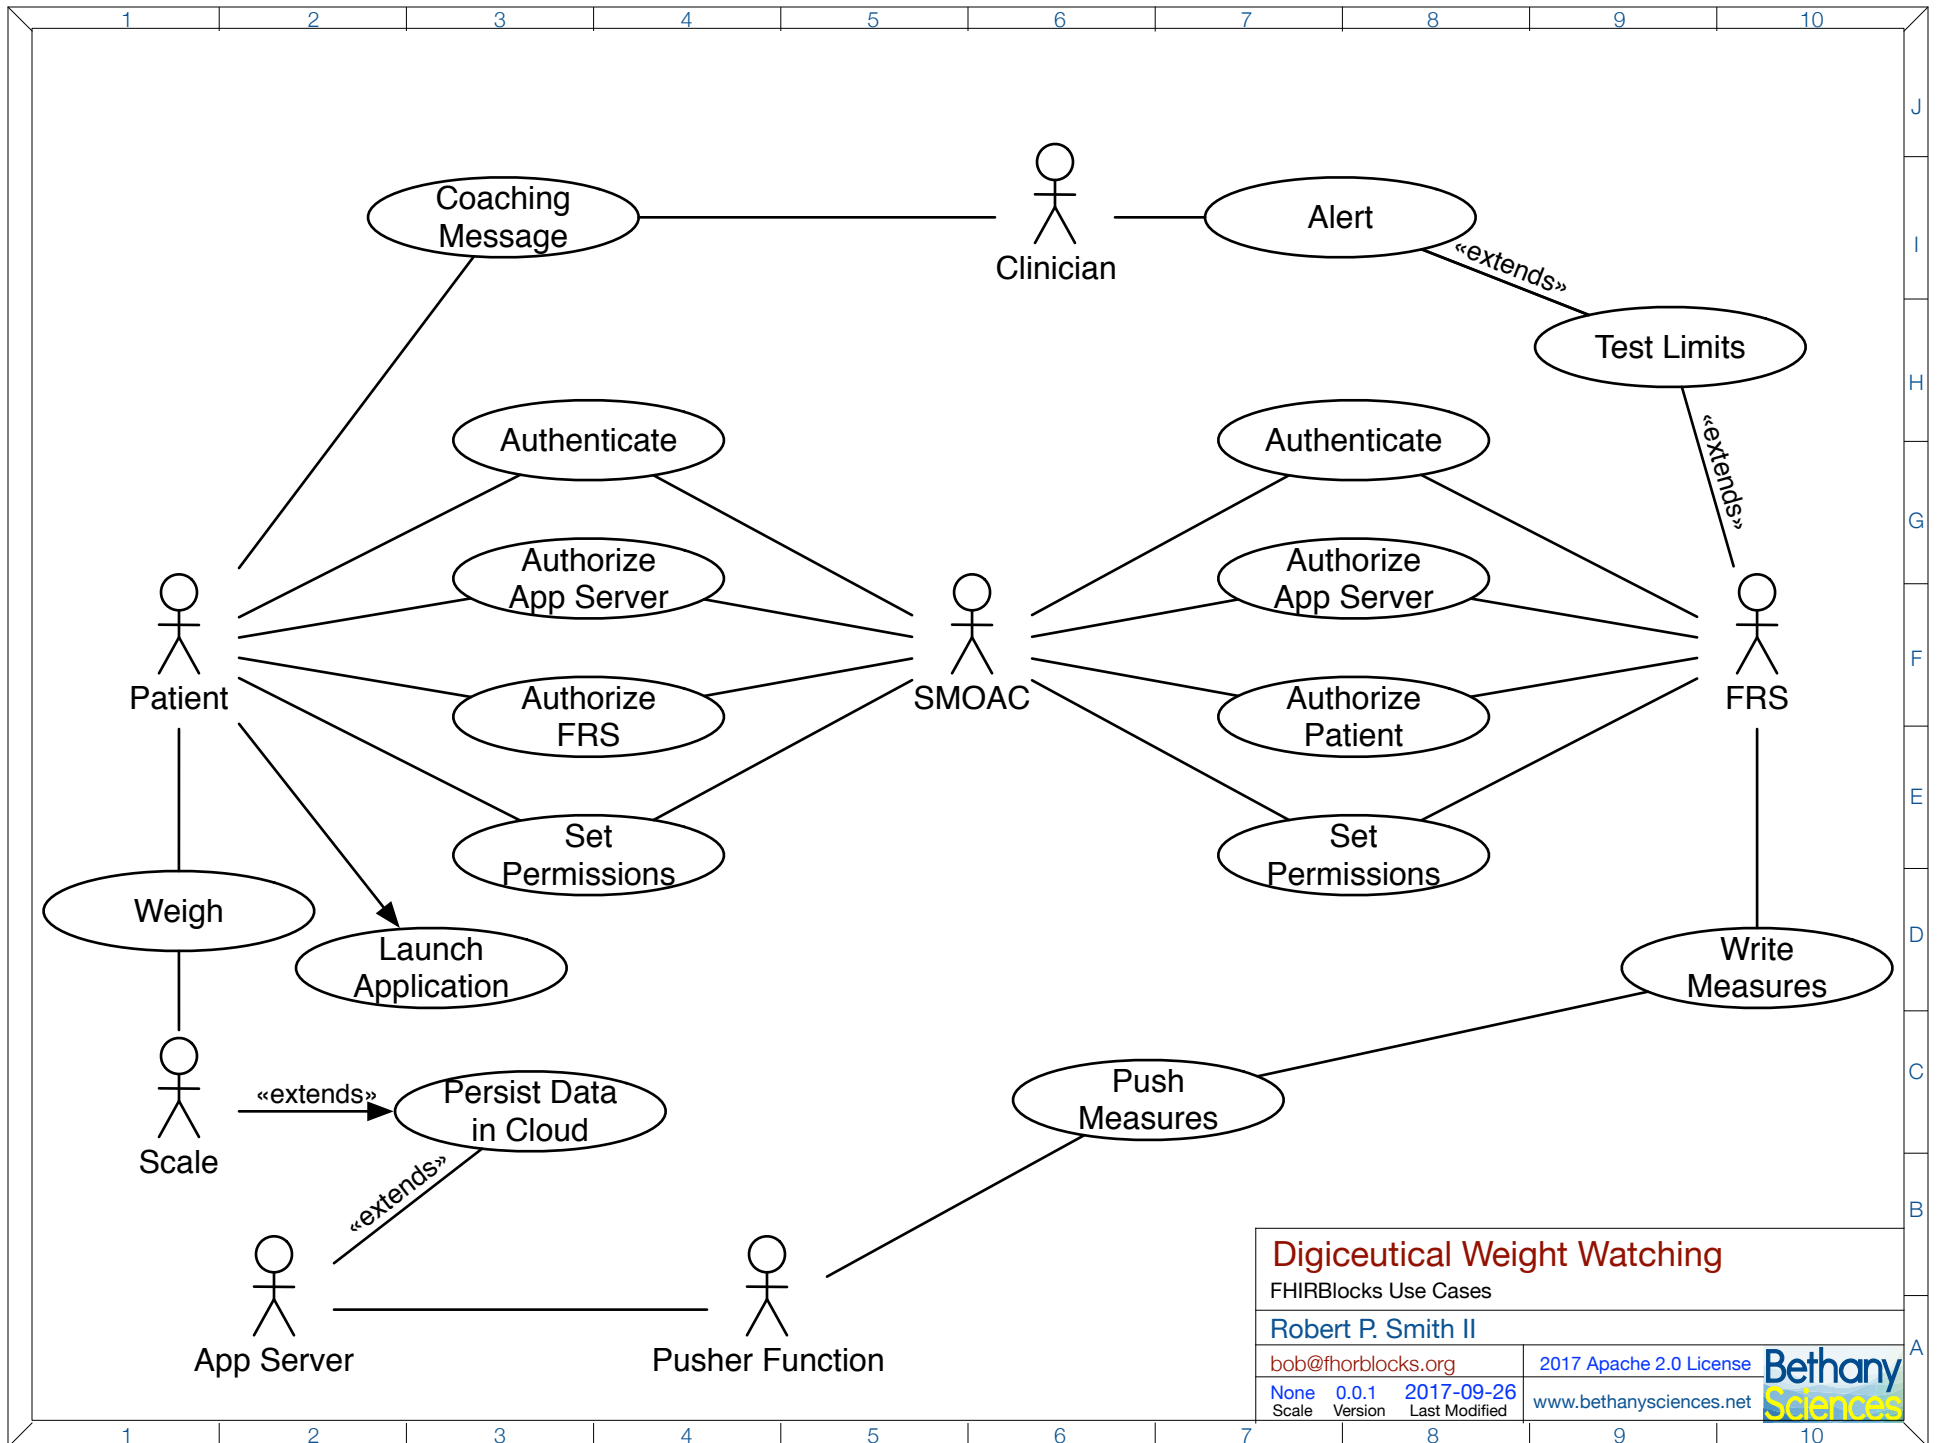 1 2 3 4 5 6 7 8 9 10
J
Coaching
Message
Clinician
Alert
I
«extends»
Test Limits
H
«extends»
Authenticate
Authenticate
G
Authorize
App Server
Authorize
App Server
Patient
SMOAC
FRS
F
Authorize
FRS
Authorize
Patient
E
Set
Permissions
Set
Permissions
Weigh
Launch
Application
Write
Measures
D
Scale
«extends»
Persist Data
in Cloud
Push
Measures
C
«extends»
B
App Server
Pusher Function
Digiceutical Weight Watching
FHIRBlocks Use Cases
Robert P. Smith II
A
bob@fhorblocks.org
2017 Apache 2.0 License
None 0.0.1 2017-09-26
Scale Version Last Modified
www.bethanysciences.net
Bethany
Sciences
1 2 3 4 5 6 7 8 9 10